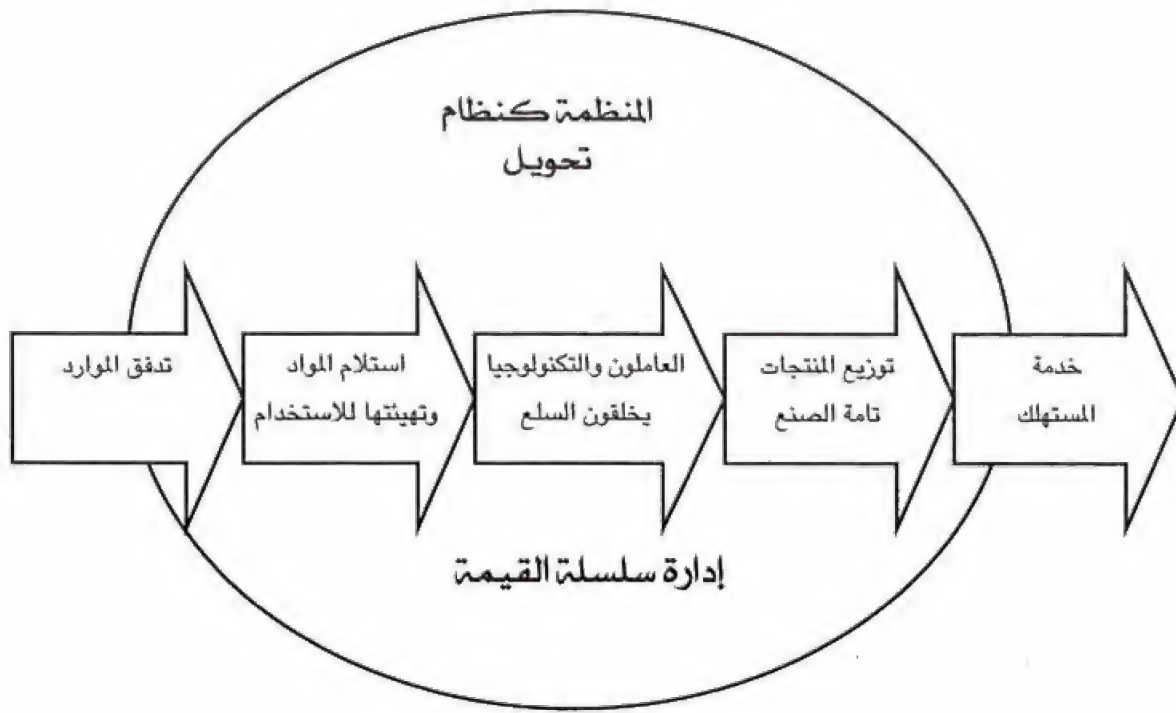 المنظمة كنظام
تحويل
تدفق الموارد
استلام المواد
وتهيئتها للاستخدام
العاملون والتكنولوجيا
يخلقون السلع
توزيع المنتجات
تامة الصنع
خدمة
المستهلك
إدارة سلسلة القيمة